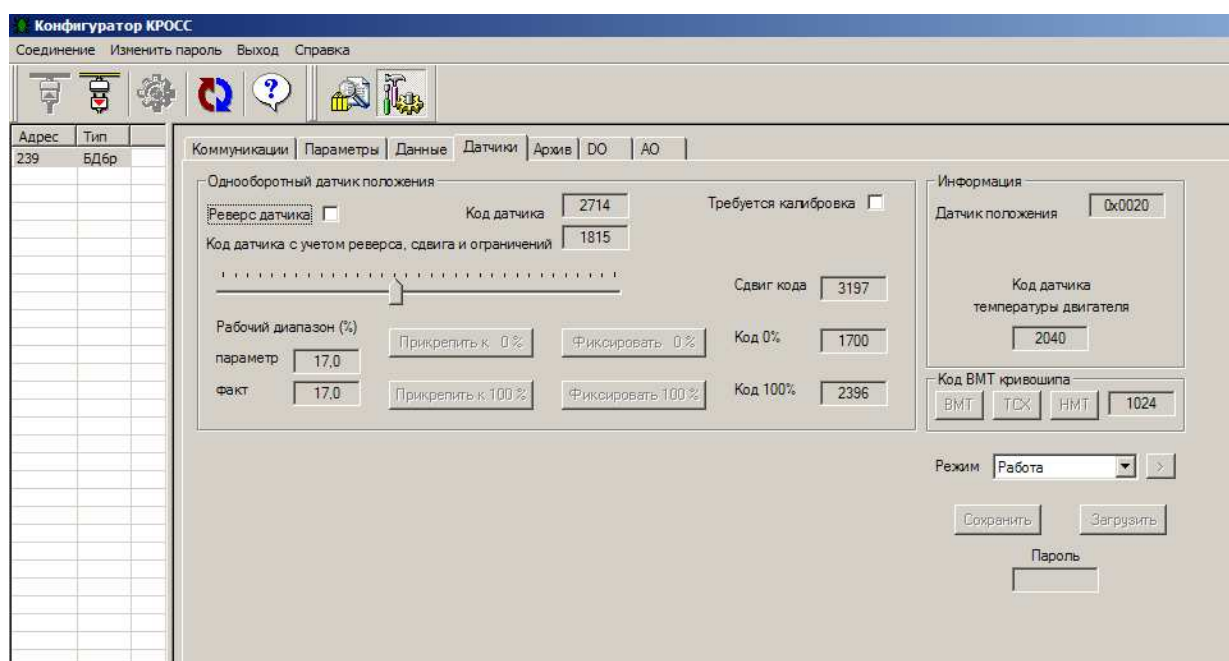 Конфигуратор КРОСС
Соединение Изменить пароль Выход Справка
Адрес Тип
239 БД6р
Коммуникации Параметры Данные Датчики Архив DO AO
Однооборотный датчик положения
Реверс датчика Код датчика 2714 Требуется калибровка
Код датчика с учетом реверса, сдвига и ограничений 1815
Сдвиг кода 3197
Рабочий диапазон (%)
Прикрепить к 0 % Фиксировать 0 % Код 0% 1700
параметр 17,0
факт 17,0 Прикрепить к 100 % Фиксировать 100 % Код 100% 2396
Информация
Датчик положения 0x0020
Код датчика
температуры двигателя
2040
Код ВМТ кривошипа
ВМТ ТСХ НМТ 1024
Режим Работа >
Сохранить Загрузить
Пароль